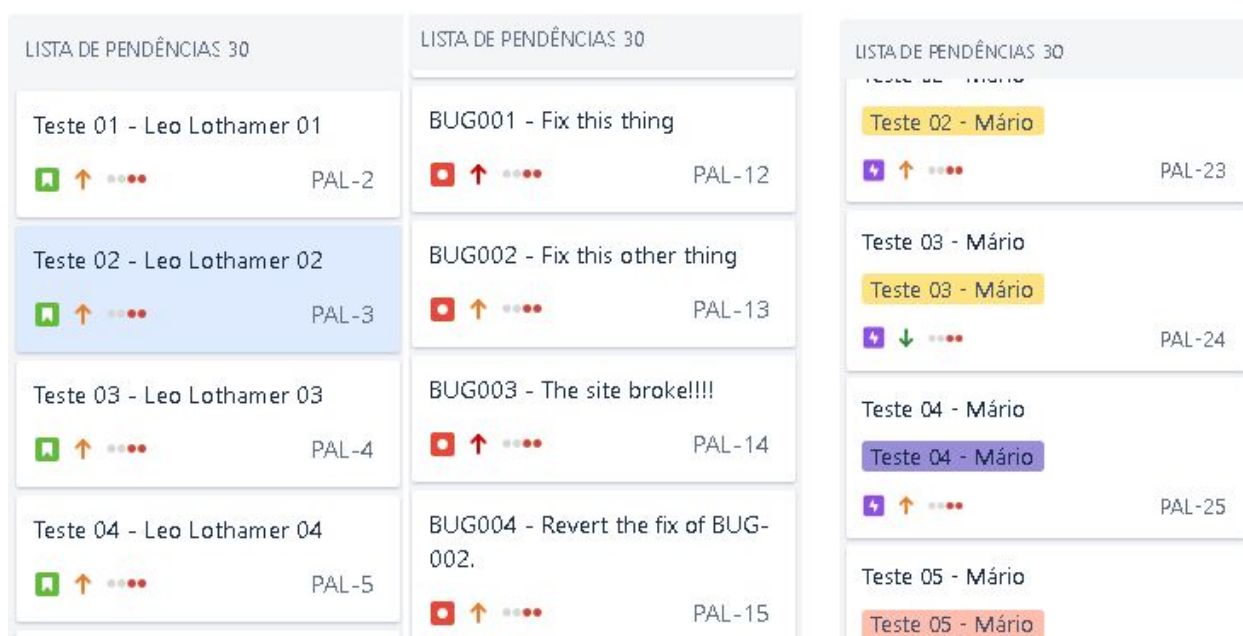 LISTA DE PENDÊNCIAS 30
Teste 01 - Leo Lothamer 01
PAL-2
Teste 02 - Leo Lothamer 02
PAL-3
Teste 03 - Leo Lothamer 03
PAL-4
Teste 04 - Leo Lothamer 04
PAL-5
LISTA DE PENDÊNCIAS 30
BUG001 - Fix this thing
PAL-12
BUG002 - Fix this other thing
PAL-13
BUG003 - The site broke!!!!
PAL-14
BUG004 - Revert the fix of BUG-
002.
PAL-15
LISTA DE PENDÊNCIAS 30
Teste 02 - Mário
PAL-23
Teste 03 - Mário
Teste 03 - Mário
PAL-24
Teste 04 - Mário
Teste 04 - Mário
PAL-25
Teste 05 - Mário
Teste 05 - Mário